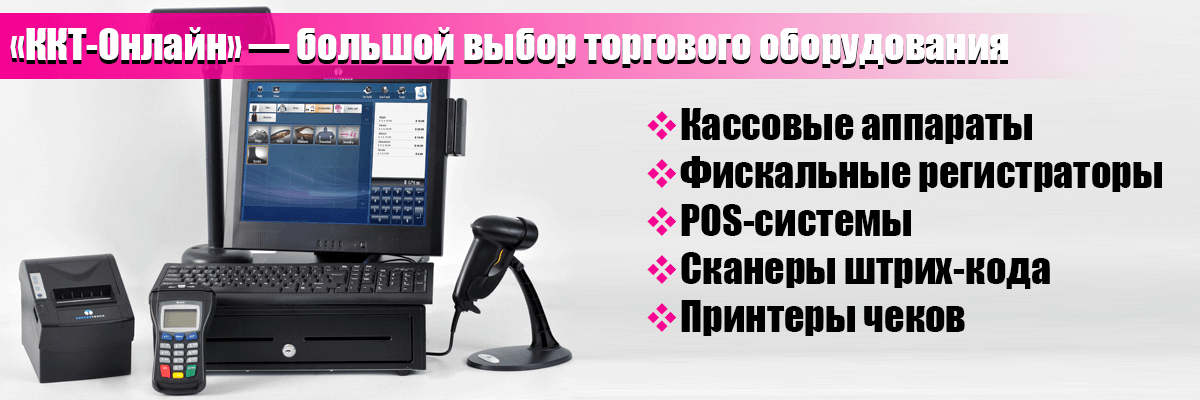 «ККТ-Онлайн» — большой выбор торгового оборудования
Кассовые аппараты
Фискальные регистраторы
POS-системы
Сканеры штрих-кода
Принтеры чеков